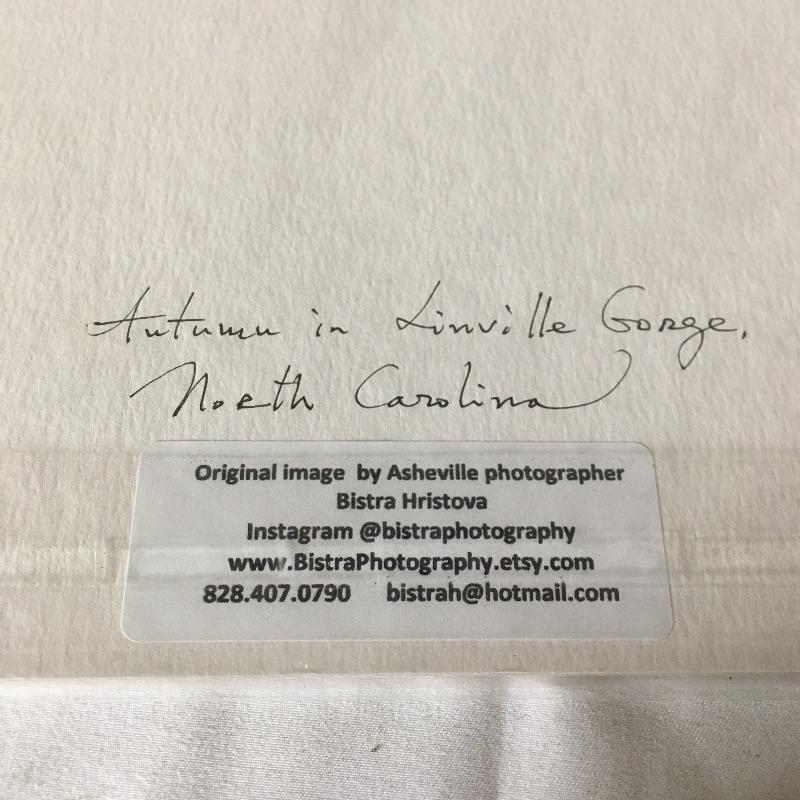 Autumn in Linville Gorge,
North Carolina
Original image by Asheville photographer
Bistra Hristova
Instagram @bistraphotography
www.BistraPhotography.etsy.com
828.407.0790 bistrah@hotmail.com